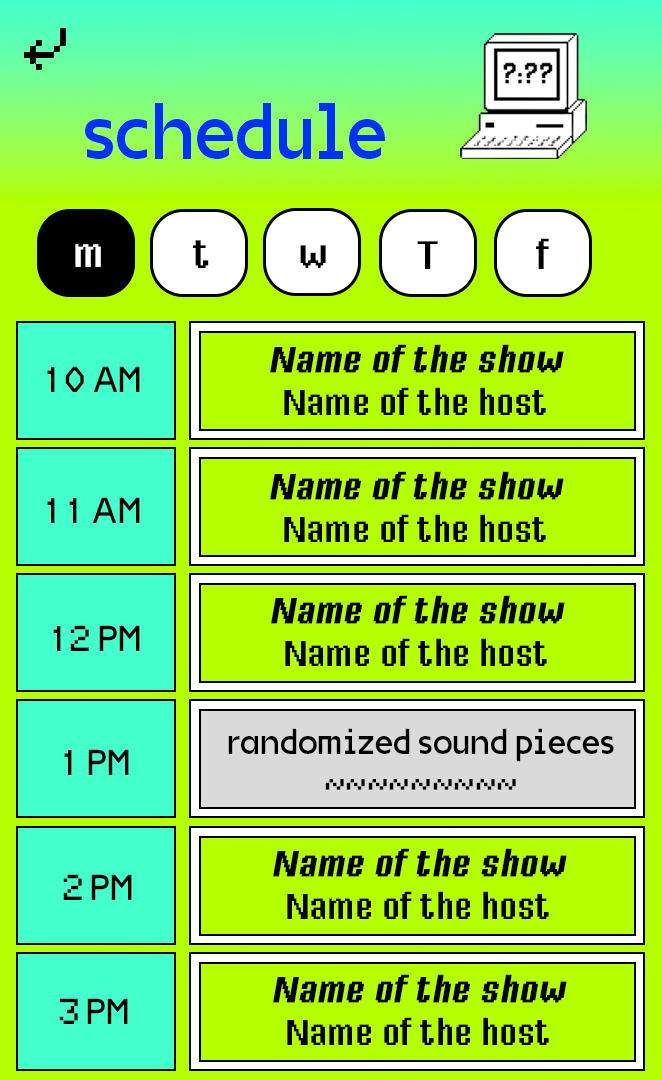 ?:??
schedule
m t w T f
10 AM
Name of the show
Name of the host
11 AM
Name of the show
Name of the host
12 PM
Name of the show
Name of the host
1 PM
randomized sound pieces
~~~~~~~~~
2 PM
Name of the show
Name of the host
3 PM
Name of the show
Name of the host